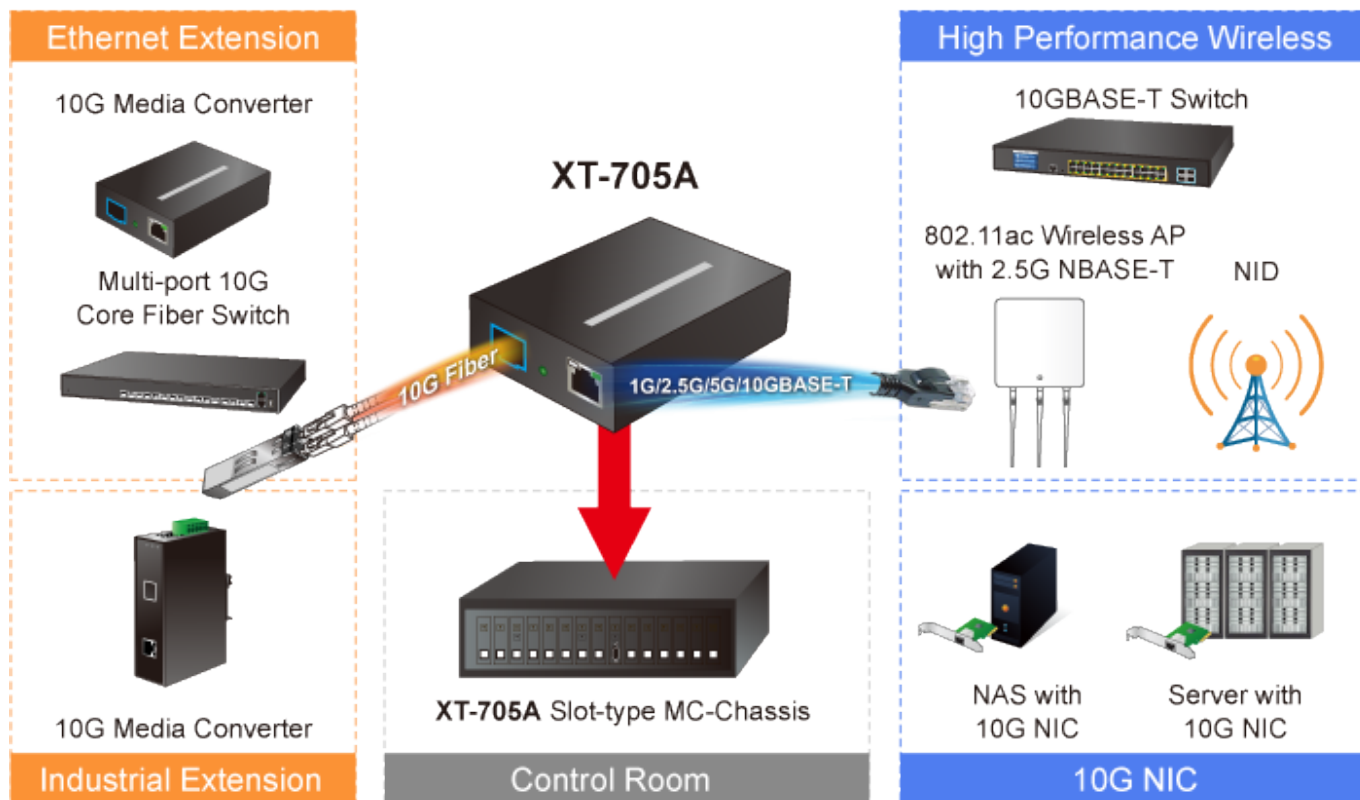 Ethernet Extension
10G Media Converter
Multi-port 10G
Core Fiber Switch
10G Media Converter
Industrial Extension
XT-705A
10G Fiber
1G/2.5G/5G/10GBASE-T
XT-705A Slot-type MC-Chassis
Control Room
High Performance Wireless
10GBASE-T Switch
802.11ac Wireless AP
with 2.5G NBASE-T
NID
NAS with
10G NIC
Server with
10G NIC
10G NIC